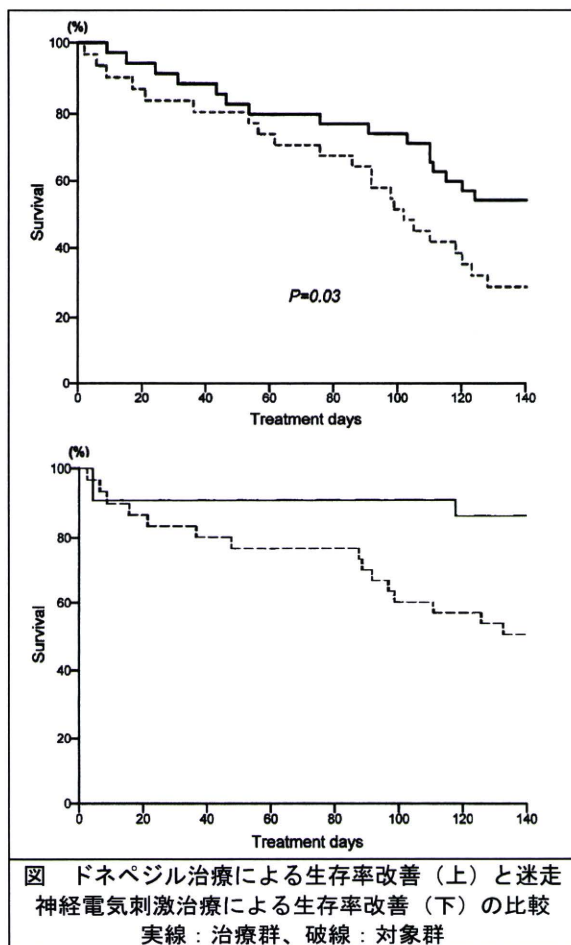 (%)
100
80
60
40
20
0
Survival
P=0.03
0 20 40 60 80 100 120 140
Treatment days
(%)
100
80
60
40
20
0
Survival
0 20 40 60 80 100 120 140
Treatment days
図 ドネペジル治療による生存率改善（上）と迷走
神経電気刺激治療による生存率改善（下）の比較
実線：治療群、破線：対象群